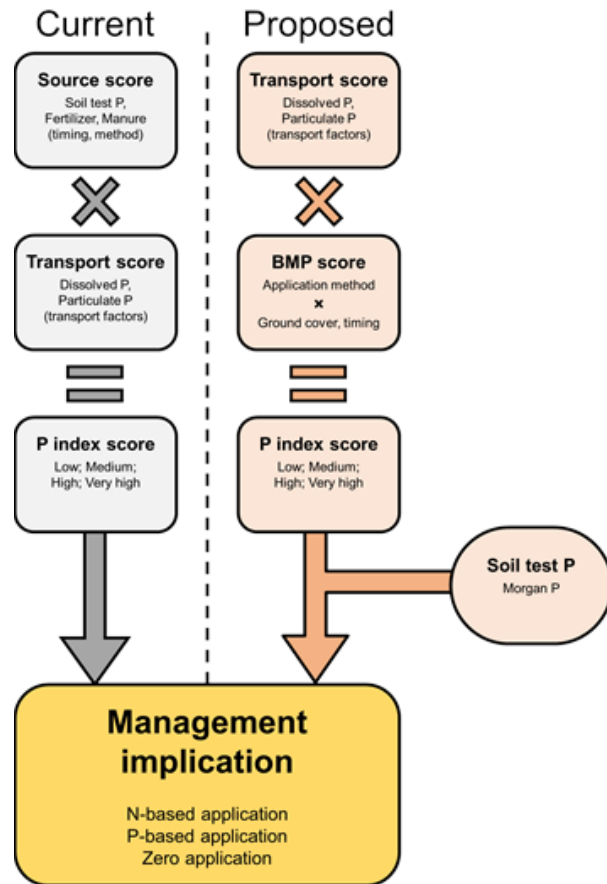 Current
Source score
Soil test P,
Fertilizer, Manure
(timing, method)
Transport score
Dissolved P,
Particulate P
(transport factors)
P index score
Low; Medium;
High; Very high
Proposed
Transport score
Dissolved P,
Particulate P
(transport factors)
BMP score
Application method
×
Ground cover, timing
P index score
Low; Medium;
High; Very high
Soil test P
Morgan P
Management
implication
N-based application
P-based application
Zero application